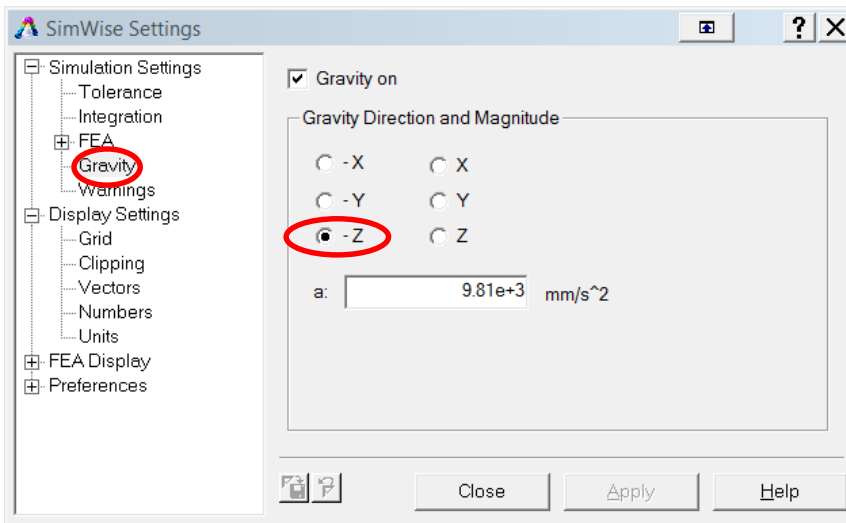 SimWise Settings
?
Simulation Settings
Tolerance
Integration
FEA
Gravity
Warnings
Display Settings
Grid
Clipping
Vectors
Numbers
Units
FEA Display
Preferences
Gravity on
Gravity Direction and Magnitude
-X X
-Y Y
-Z Z
a: 9.81e+3 mm/s^2
Close Apply Help